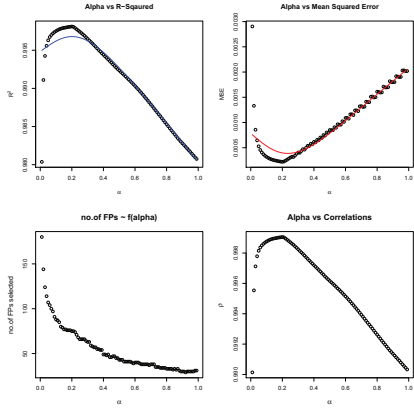 Alpha vs R−Sqaured
R²
0.980 0.985 0.990 0.995
0.0 0.2 0.4 0.6 0.8 1.0
α
Alpha vs Mean Squared Error
MSE
0.0005 0.0010 0.0015 0.0020 0.0025 0.0030
0.0 0.2 0.4 0.6 0.8 1.0
α
no.of FPs ~ f(alpha)
no.of FPs selected
50 100 150
0.0 0.2 0.4 0.6 0.8 1.0
α
Alpha vs Correlations
ρ
0.990 0.992 0.994 0.996 0.998
0.0 0.2 0.4 0.6 0.8 1.0
α